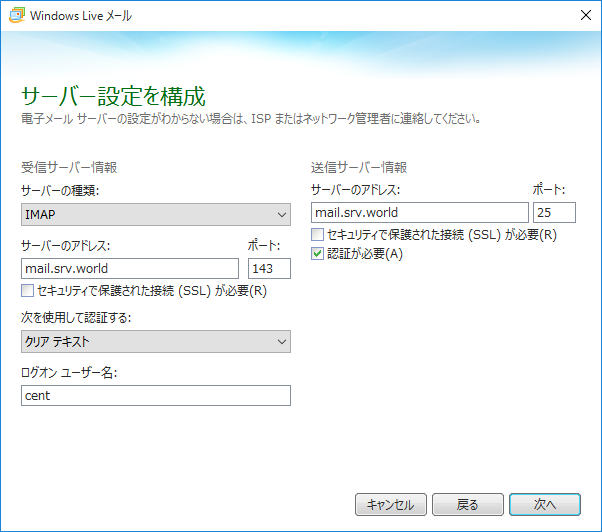 Windows Live メール
サーバー設定を構成
電子メール サーバーの設定がわからない場合は、ISP またはネットワーク管理者に連絡してください。
受信サーバー情報
サーバーの種類:
IMAP
サーバーのアドレス: ポート:
mail.srv.world 143
セキュリティで保護された接続 (SSL) が必要(R)
次を使用して認証する:
クリア テキスト
ログオン ユーザー名:
cent
送信サーバー情報
サーバーのアドレス: ポート:
mail.srv.world 25
セキュリティで保護された接続 (SSL) が必要(R)
認証が必要(A)
キャンセル 戻る 次へ